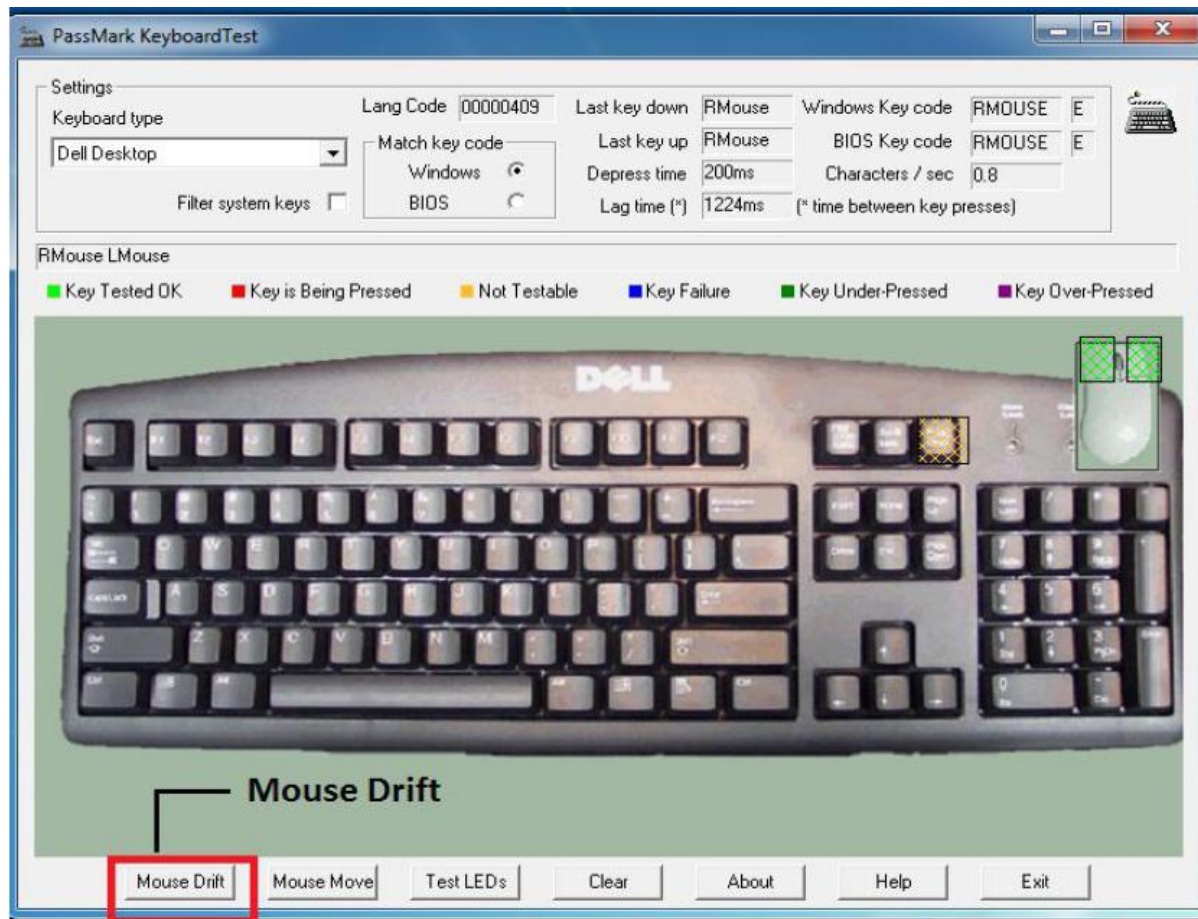 PassMark KeyboardTest
Settings
Keyboard type
Dell Desktop
Filter system keys
Lang Code 00000409
Match key code
Windows
BIOS
Last key down RMouse
Last key up RMouse
Depress time 200ms
Lag time (*) 1224ms
Windows Key code RMOUSE E
BIOS Key code RMOUSE E
Characters / sec 0.8
(* time between key presses)
RMouse LMouse
Key Tested OK Key is Being Pressed Not Testable Key Failure Key Under-Pressed Key Over-Pressed
DELL
Mouse Drift
Mouse Drift Mouse Move Test LEDs Clear About Help Exit